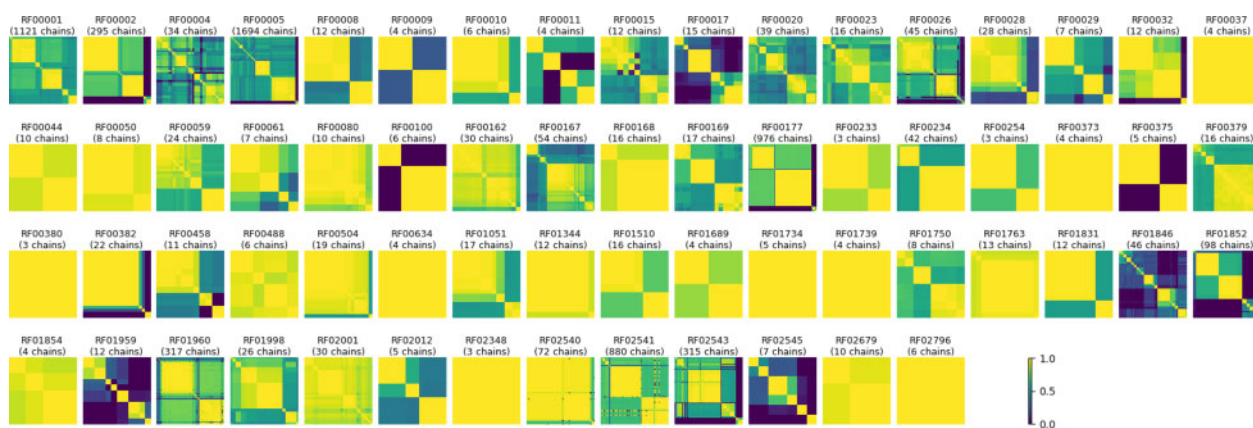 RF00001 RF00002 RF00004 RF00005 RF00008 RF00009 RF00010 RF00011 RF00015 RF00017 RF00020 RF00023 RF00026 RF00028 RF00029 RF00032 RF00037
(1121 chains) (295 chains) (34 chains) (1694 chains) (12 chains) (4 chains) (6 chains) (4 chains) (12 chains) (15 chains) (39 chains) (16 chains) (45 chains) (28 chains) (7 chains) (12 chains) (4 chains)
RF00044 RF00050 RF00059 RF00061 RF00080 RF00100 RF00162 RF00167 RF00168 RF00169 RF00177 RF00233 RF00234 RF00254 RF00373 RF00375 RF00379
(10 chains) (8 chains) (24 chains) (7 chains) (10 chains) (6 chains) (30 chains) (54 chains) (16 chains) (17 chains) (976 chains) (3 chains) (42 chains) (3 chains) (4 chains) (5 chains) (16 chains)
RF00380 RF00382 RF00458 RF00488 RF00504 RF00634 RF01051 RF01344 RF01510 RF01689 RF01734 RF01739 RF01750 RF01763 RF01831 RF01846 RF01852
(3 chains) (22 chains) (11 chains) (6 chains) (19 chains) (4 chains) (17 chains) (12 chains) (16 chains) (4 chains) (5 chains) (4 chains) (8 chains) (13 chains) (12 chains) (46 chains) (98 chains)
RF01854 RF01959 RF01960 RF01998 RF02001 RF02012 RF02348 RF02540 RF02541 RF02543 RF02545 RF02679 RF02796
(4 chains) (12 chains) (317 chains) (26 chains) (30 chains) (5 chains) (3 chains) (72 chains) (880 chains) (315 chains) (7 chains) (10 chains) (6 chains)
1.0
0.5
0.0